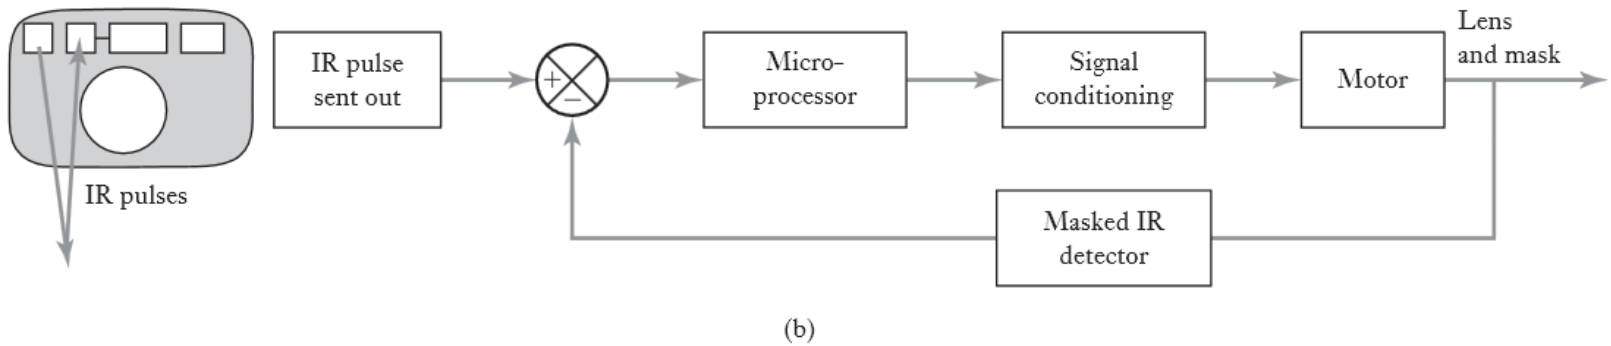 IR pulses
IR pulse
sent out
+
−
Micro-
processor
Signal
conditioning
Motor
Lens
and mask
Masked IR
detector
(b)